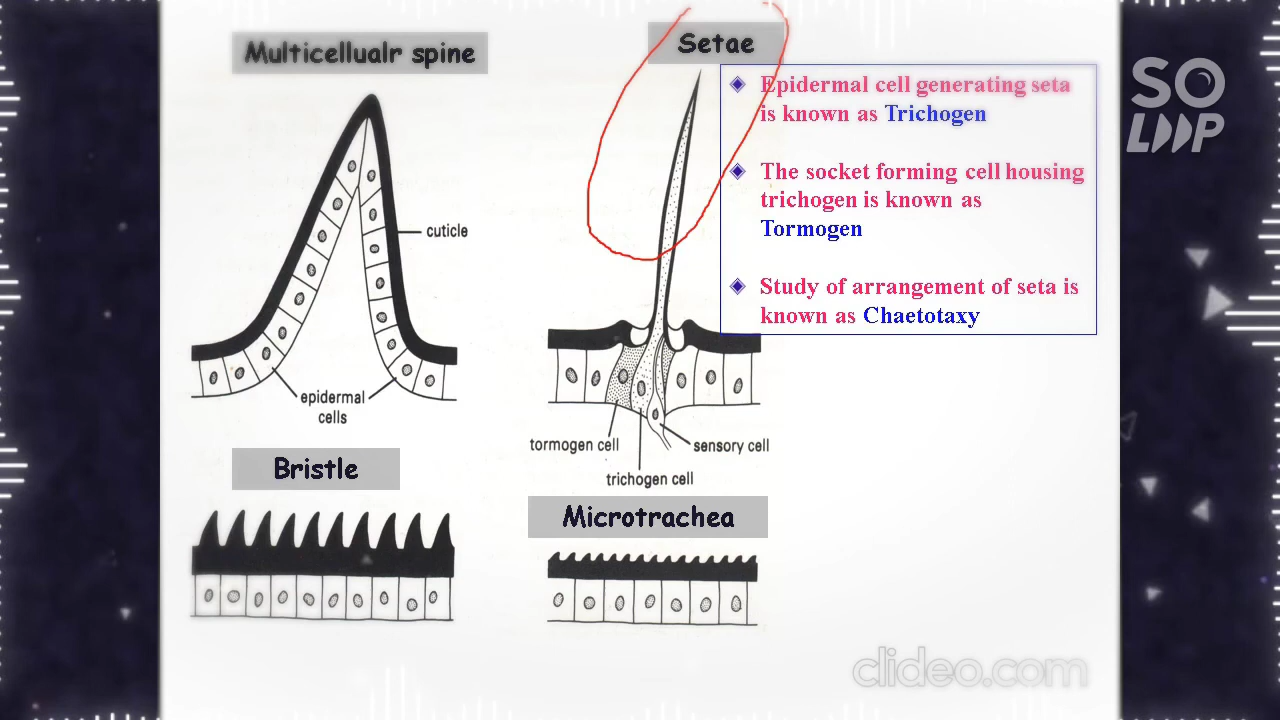 Multicellualr spine
Setae
Epidermal cell generating seta
is known as Trichogen
The socket forming cell housing
trichogen is known as
Tormogen
Study of arrangement of seta is
known as Chaetotaxy
cuticle
epidermal
cells
tormogen cell
sensory cell
trichogen cell
Bristle
Microtrachea
SO
LOOP
clideo.com